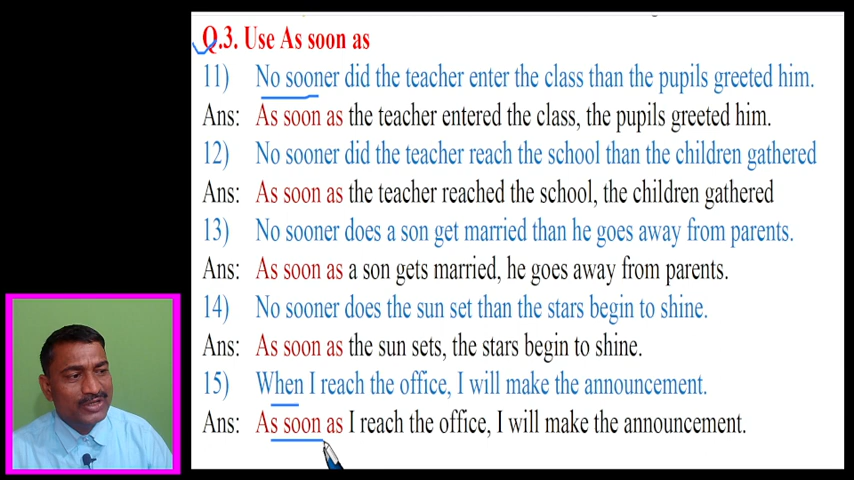 Q.3. Use As soon as
11) No sooner did the teacher enter the class than the pupils greeted him.
Ans: As soon as the teacher entered the class, the pupils greeted him.
12) No sooner did the teacher reach the school than the children gathered
Ans: As soon as the teacher reached the school, the children gathered
13) No sooner does a son get married than he goes away from parents.
Ans: As soon as a son gets married, he goes away from parents.
14) No sooner does the sun set than the stars begin to shine.
Ans: As soon as the sun sets, the stars begin to shine.
15) When I reach the office, I will make the announcement.
Ans: As soon as I reach the office, I will make the announcement.